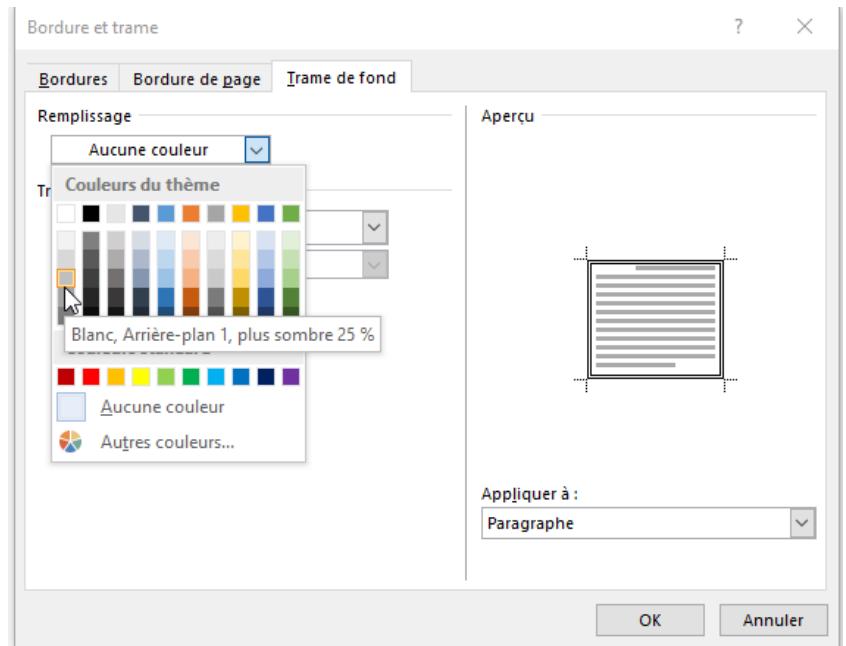 Bordure et trame
?
Bordures Bordure de page Trame de fond
Remplissage
Aperçu
Aucune couleur
Couleurs du thème
Tr
Blanc, Arrière-plan 1, plus sombre 25 %
Aucune couleur
Autres couleurs...
Appliquer à :
Paragraphe
OK Annuler